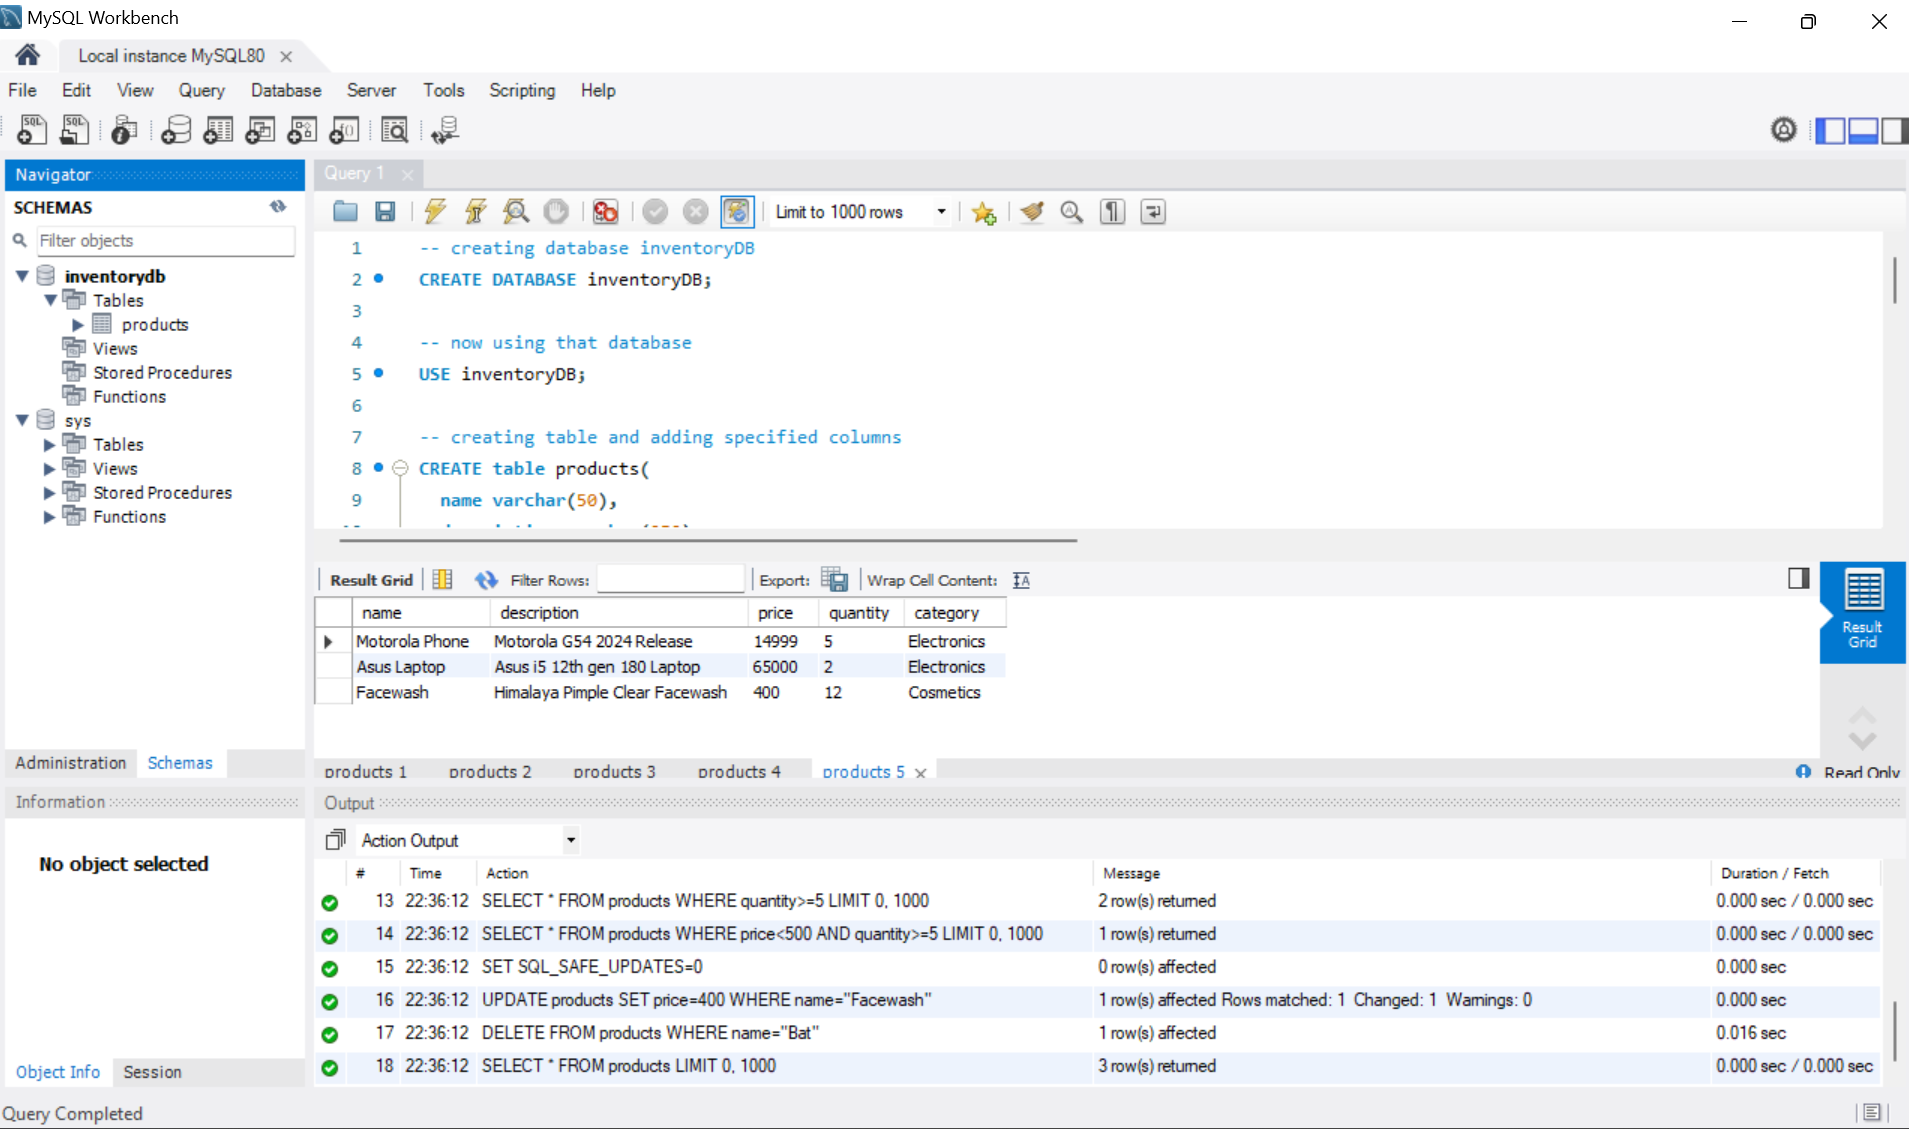 MySQL Workbench
Local instance MySQL80
File Edit View Query Database Server Tools Scripting Help
Navigator
SCHEMAS
Filter objects
inventorydb
Tables
products
Views
Stored Procedures
Functions
sys
Tables
Views
Stored Procedures
Functions
Administration Schemas
Information
No object selected
Object Info Session
Query 1
Limit to 1000 rows
1 -- creating database inventoryDB
2 CREATE DATABASE inventoryDB;
3
4 -- now using that database
5 USE inventoryDB;
6
7 -- creating table and adding specified columns
8 CREATE table products(
9 name varchar(50),
Result Grid Filter Rows: Export: Wrap Cell Content:
name description price quantity category
Motorola Phone Motorola G54 2024 Release 14999 5 Electronics
Asus Laptop Asus i5 12th gen 180 Laptop 65000 2 Electronics
Facewash Himalaya Pimple Clear Facewash 400 12 Cosmetics
Result
Grid
products 1 products 2 products 3 products 4 products 5 Read Only
Output
Action Output
# Time Action Message Duration / Fetch
13 22:36:12 SELECT * FROM products WHERE quantity>=5 LIMIT 0, 1000 2 row(s) returned 0.000 sec / 0.000 sec
14 22:36:12 SELECT * FROM products WHERE price<500 AND quantity>=5 LIMIT 0, 1000 1 row(s) returned 0.000 sec / 0.000 sec
15 22:36:12 SET SQL_SAFE_UPDATES=0 0 row(s) affected 0.000 sec
16 22:36:12 UPDATE products SET price=400 WHERE name="Facewash" 1 row(s) affected Rows matched: 1 Changed: 1 Warnings: 0 0.000 sec
17 22:36:12 DELETE FROM products WHERE name="Bat" 1 row(s) affected 0.016 sec
18 22:36:12 SELECT * FROM products LIMIT 0, 1000 3 row(s) returned 0.000 sec / 0.000 sec
Query Completed